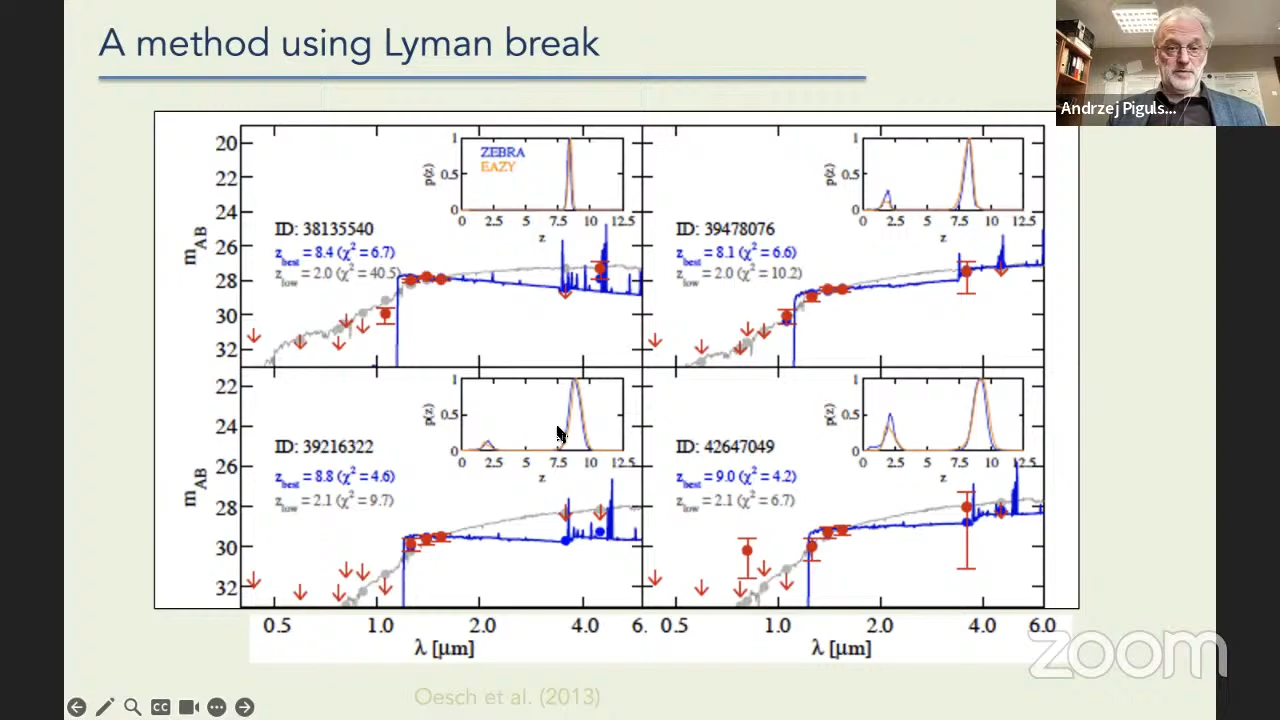 A method using Lyman break
Andrzej Piguls...
20
22
24
26
28
30
32
m_AB
ID: 38135540
z_best = 8.4 (χ² = 6.7)
z_low = 2.0 (χ² = 40.5)
p(z)
1
0.5
0
ZEBRA
EAZY
0 2.5 5 7.5 10 12.5
z
ID: 39478076
z_best = 8.1 (χ² = 6.6)
z_low = 2.0 (χ² = 10.2)
p(z)
1
0.5
0
0 2.5 5 7.5 10 12.5
z
22
24
26
28
30
32
m_AB
ID: 39216322
z_best = 8.8 (χ² = 4.6)
z_low = 2.1 (χ² = 9.7)
p(z)
1
0.5
0
0 2.5 5 7.5 10 12.5
z
ID: 42647049
z_best = 9.0 (χ² = 4.2)
z_low = 2.1 (χ² = 6.7)
p(z)
1
0.5
0
0 2.5 5 7.5 10 12.5
z
0.5 1.0 2.0 4.0 6. 0.5 1.0 2.0 4.0 6.0
λ [μm] λ [μm]
zoom
Oesch et al. (2013)
CC